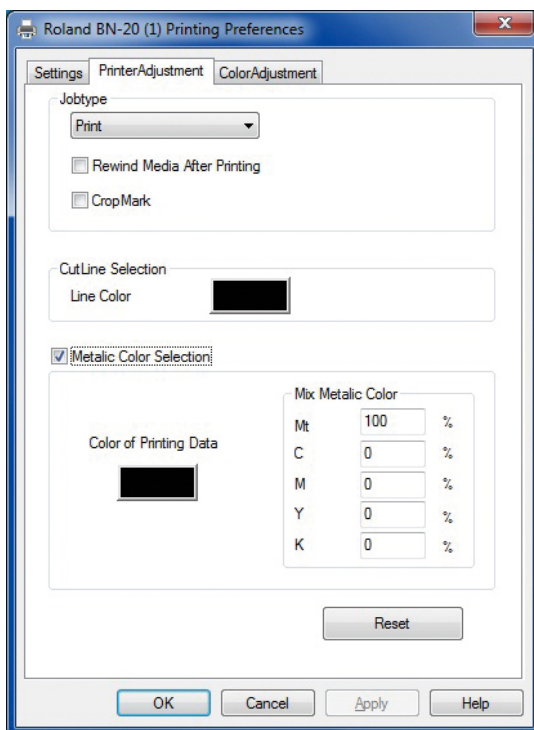 Roland BN-20 (1) Printing Preferences
Settings PrinterAdjustment ColorAdjustment
Jobtype
Print
Rewind Media After Printing
CropMark
CutLine Selection
Line Color
Metalic Color Selection
Color of Printing Data
Mix Metalic Color
Mt 100 %
C 0 %
M 0 %
Y 0 %
K 0 %
Reset
OK Cancel Apply Help